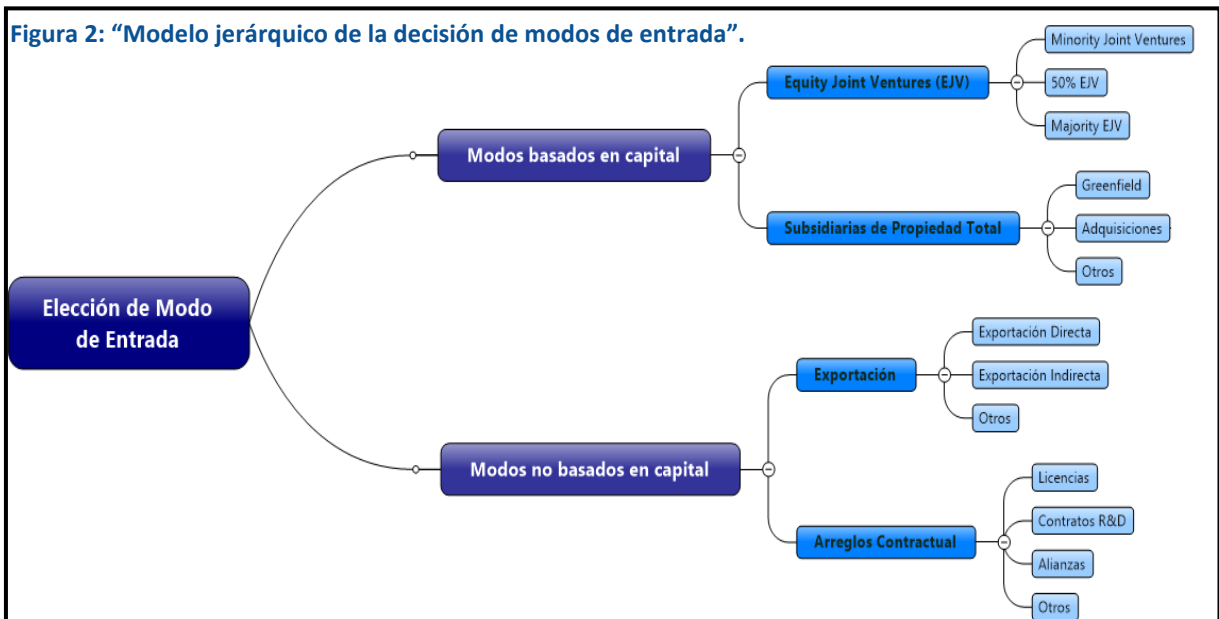 Figura 2: “Modelo jerárquico de la decisión de modos de entrada”.
Elección de Modo
de Entrada
Modos basados en capital
Equity Joint Ventures (EJV)
Minority Joint Ventures
50% EJV
Majority EJV
Subsidiarias de Propiedad Total
Greenfield
Adquisiciones
Otros
Modos no basados en capital
Exportación
Exportación Directa
Exportación Indirecta
Otros
Arreglos Contractual
Licencias
Contratos R&D
Alianzas
Otros